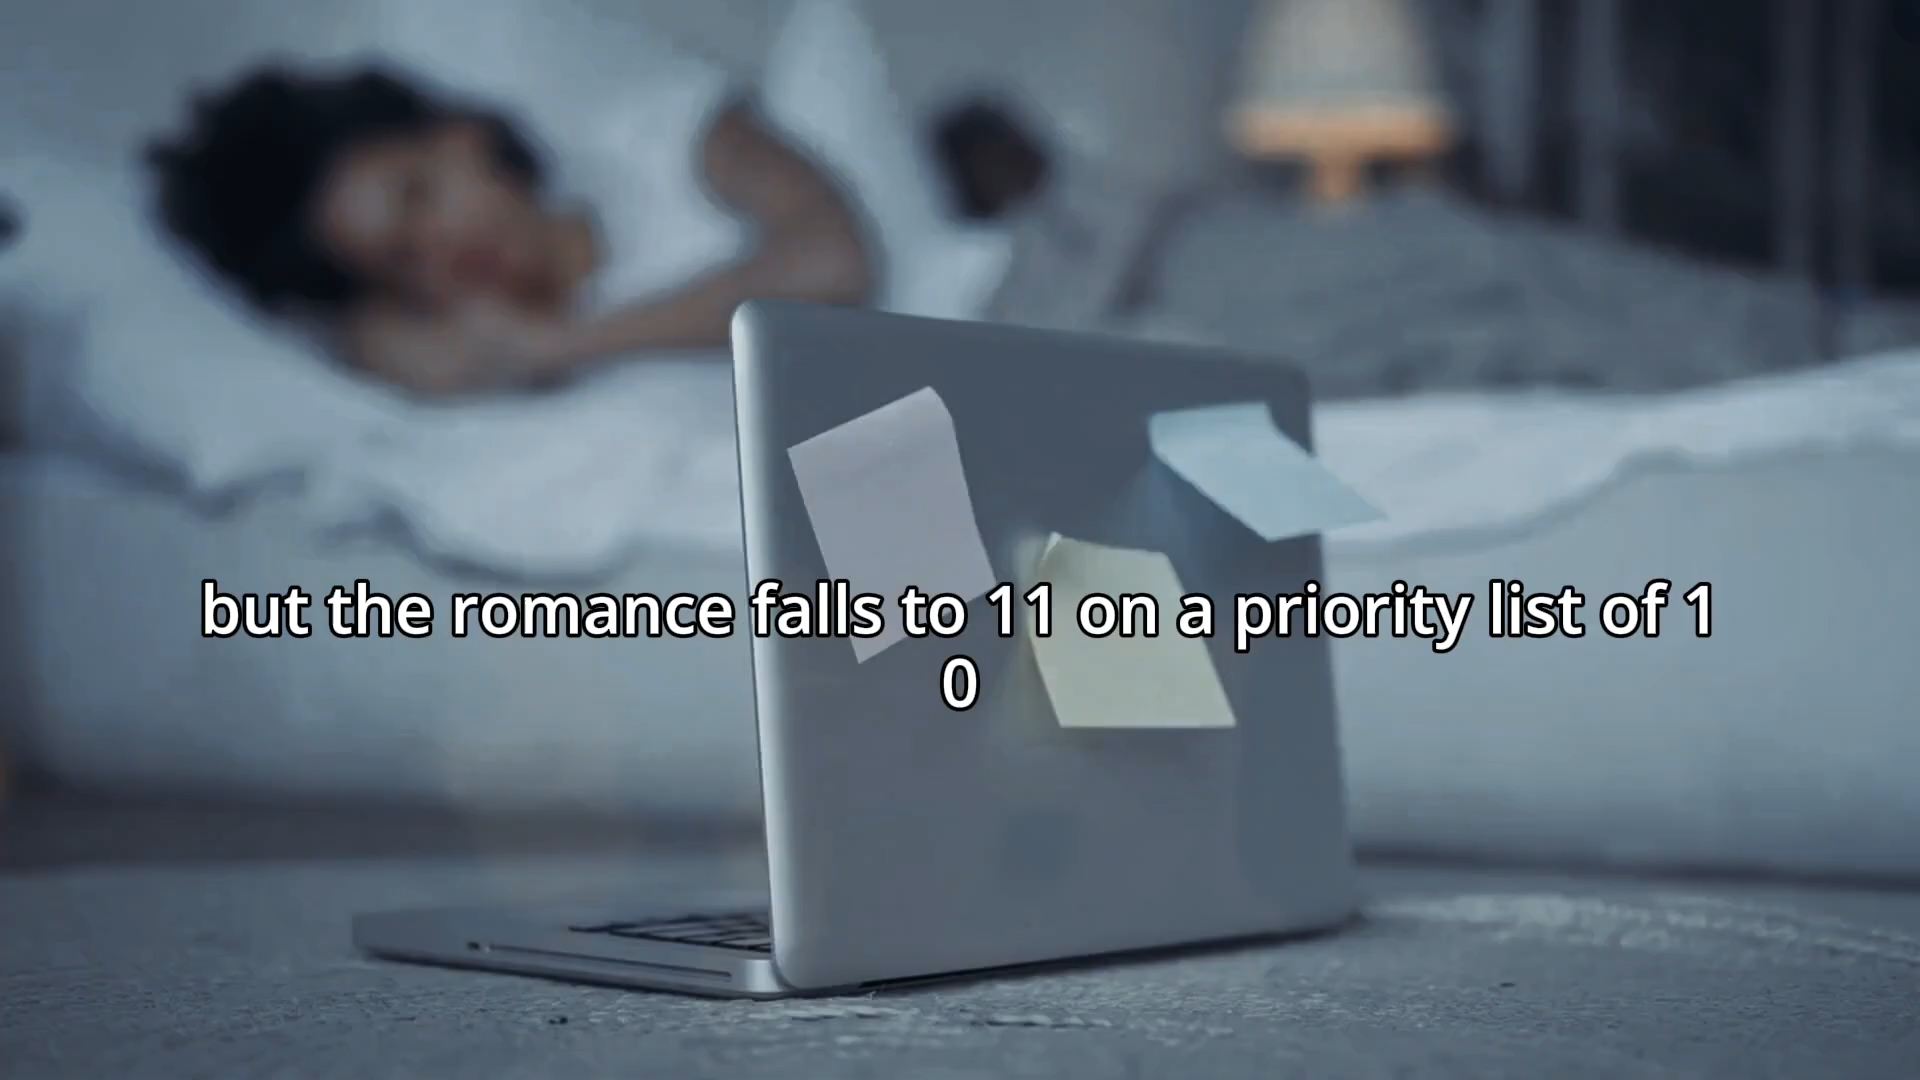 but the romance falls to 11 on a priority list of 1
0